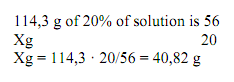 114,3 g of 20% of solution is 56
Xg 20
Xg = 114,3 · 20/56 = 40,82 g